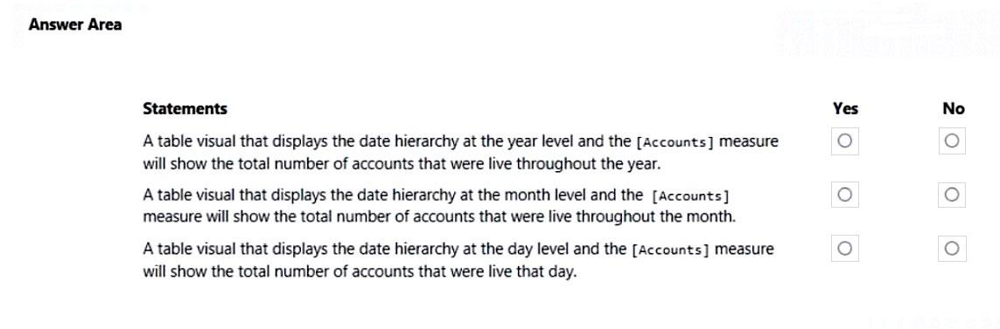 Answer Area
Statements Yes No
A table visual that displays the date hierarchy at the year level and the [Accounts] measure
will show the total number of accounts that were live throughout the year.
A table visual that displays the date hierarchy at the month level and the [Accounts]
measure will show the total number of accounts that were live throughout the month.
A table visual that displays the date hierarchy at the day level and the [Accounts] measure
will show the total number of accounts that were live that day.